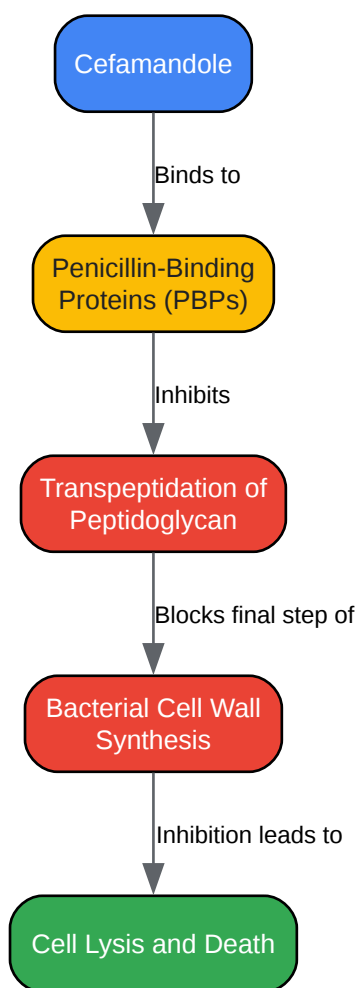 Cefamandole
Binds to
Penicillin-Binding
Proteins (PBPs)
Inhibits
Transpeptidation of
Peptidoglycan
Blocks final step of
Bacterial Cell Wall
Synthesis
Inhibition leads to
Cell Lysis and Death